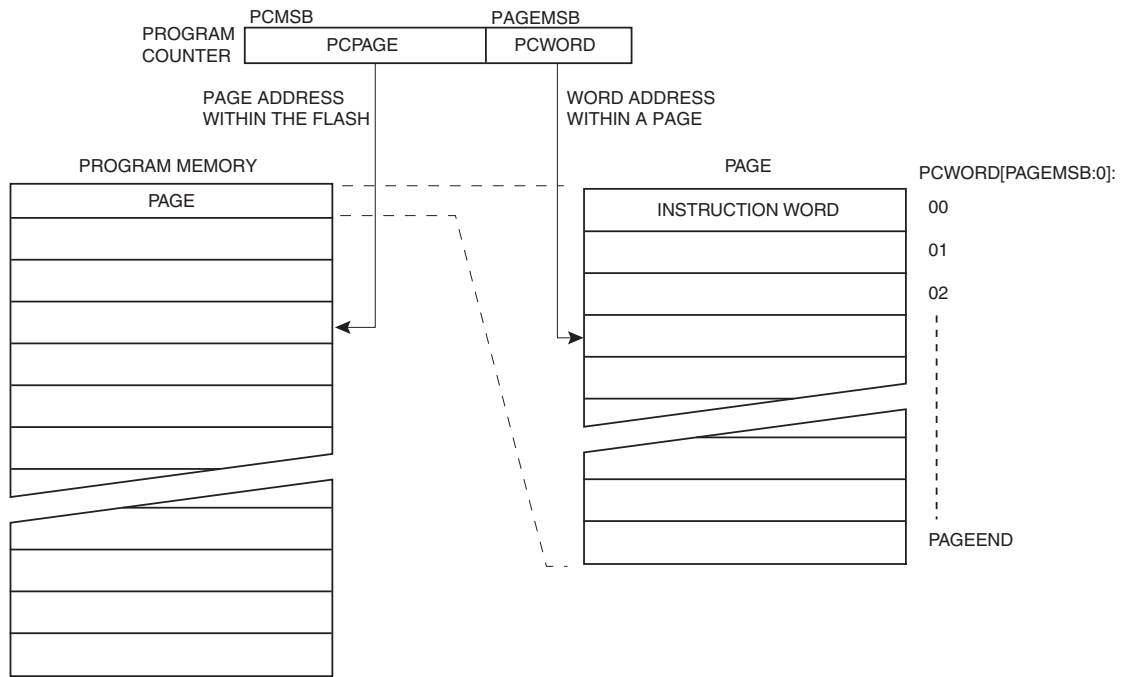 PCMSB
PAGEMSB
PROGRAM
COUNTER
PCPAGE
PCWORD
PAGE ADDRESS
WITHIN THE FLASH
WORD ADDRESS
WITHIN A PAGE
PROGRAM MEMORY
PAGE
PAGE
INSTRUCTION WORD
PCWORD[PAGEMSB:0]:
00
01
02
PAGEEND